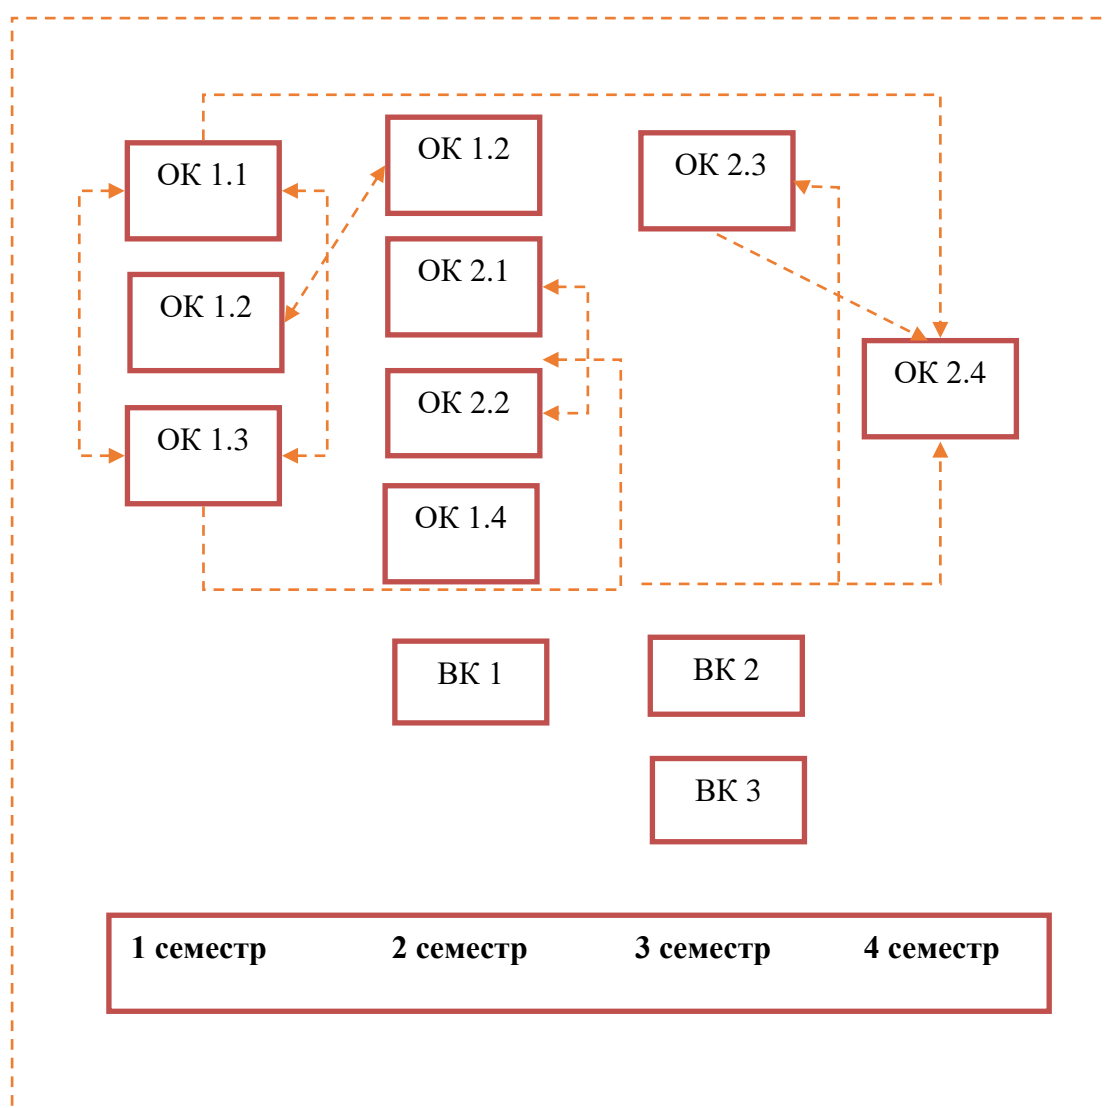 ОК 1.1
ОК 1.2
ОК 1.3
ОК 1.2
ОК 2.1
ОК 2.2
ОК 1.4
ВК 1
ОК 2.3
ВК 2
ВК 3
ОК 2.4
1 семестр
2 семестр
3 семестр
4 семестр